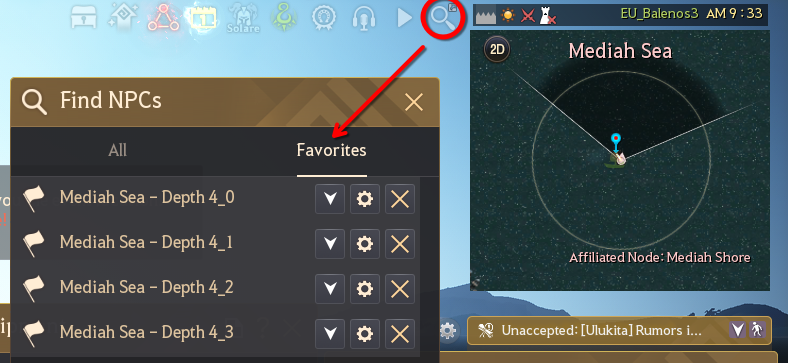 Solare
EU_Balenos3 AM 9 : 33
2D
Mediah Sea
Find NPCs
All
Favorites
Mediah Sea – Depth 4_0
Mediah Sea – Depth 4_1
Mediah Sea – Depth 4_2
Mediah Sea – Depth 4_3
Affiliated Node: Mediah Shore
Unaccepted: [Ulukita] Rumors i...